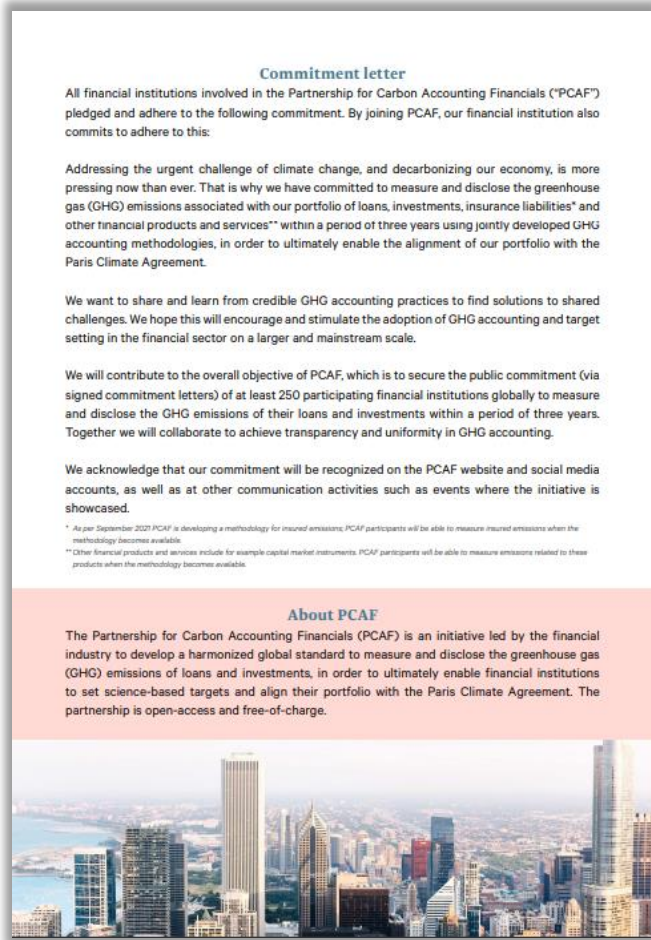 Commitment letter
All financial institutions involved in the Partnership for Carbon Accounting Financials (“PCAF”)
pledged and adhere to the following commitment. By joining PCAF, our financial institution also
commits to adhere to this:
Addressing the urgent challenge of climate change, and decarbonizing our economy, is more
pressing now than ever. That is why we have committed to measure and disclose the greenhouse
gas (GHG) emissions associated with our portfolio of loans, investments, insurance liabilities* and
other financial products and services** within a period of three years using jointly developed GHG
accounting methodologies, in order to ultimately enable the alignment of our portfolio with the
Paris Climate Agreement.
We want to share and learn from credible GHG accounting practices to find solutions to shared
challenges. We hope this will encourage and stimulate the adoption of GHG accounting and target
setting in the financial sector on a larger and mainstream scale.
We will contribute to the overall objective of PCAF, which is to secure the public commitment (via
signed commitment letters) of at least 250 participating financial institutions globally to measure
and disclose the GHG emissions of their loans and investments within a period of three years.
Together we will collaborate to achieve transparency and uniformity in GHG accounting.
We acknowledge that our commitment will be recognized on the PCAF website and social media
accounts, as well as at other communication activities such as events where the initiative is
showcased.
* As per September 2021 PCAF is developing a methodology for insured emissions; PCAF participants will be able to measure insured emissions when the
methodology becomes available.
** Other financial products and services include for example capital market instruments. PCAF participants will be able to measure emissions related to these
products when the methodology becomes available.
About PCAF
The Partnership for Carbon Accounting Financials (PCAF) is an initiative led by the financial
industry to develop a harmonized global standard to measure and disclose the greenhouse gas
(GHG) emissions of loans and investments, in order to ultimately enable financial institutions
to set science-based targets and align their portfolio with the Paris Climate Agreement. The
partnership is open-access and free-of-charge.